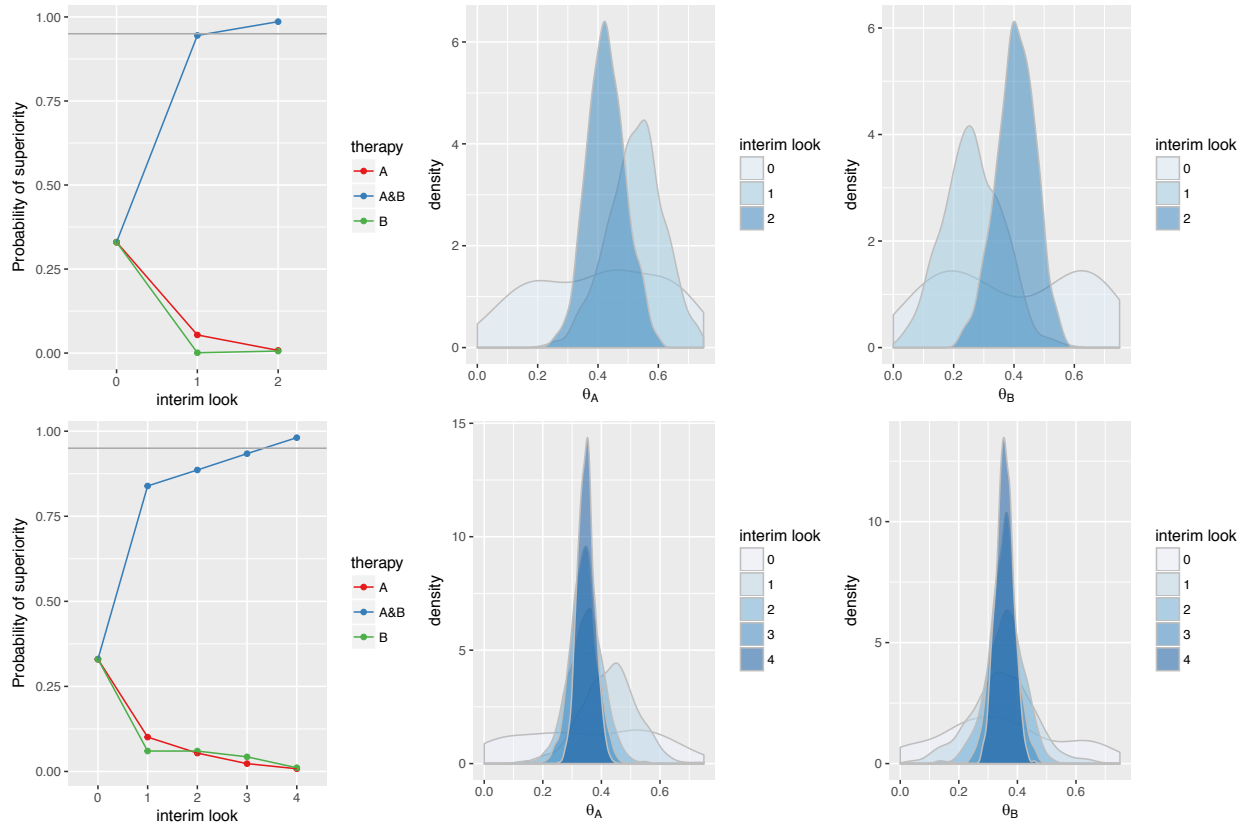 Probability of superiority
1.00
0.75
0.50
0.25
0.00
0 1 2
interim look
therapy
A
A&B
B
density
6
4
2
0
0.0 0.2 0.4 0.6
θA
interim look
0
1
2
density
6
4
2
0
0.0 0.2 0.4 0.6
θB
interim look
0
1
2
Probability of superiority
1.00
0.75
0.50
0.25
0.00
0 1 2 3 4
interim look
therapy
A
A&B
B
density
15
10
5
0
0.0 0.2 0.4 0.6
θA
interim look
0
1
2
3
4
density
10
5
0
0.0 0.2 0.4 0.6
θB
interim look
0
1
2
3
4